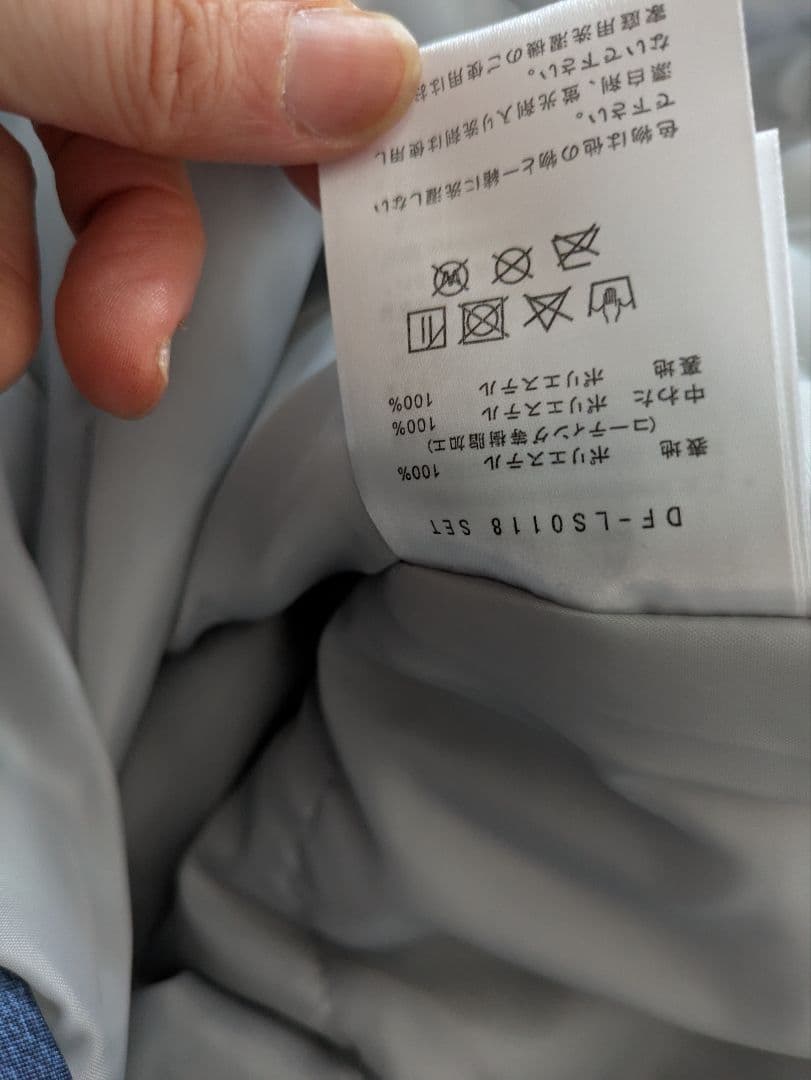 DF-LS0118 SET
表地 ポリエステル 100%
(コーティング等樹脂加工)
中わた ポリエステル 100%
裏地 ポリエステル 100%
W
色物は他の物と一緒に洗濯しない
で下さい。
漂白剤、蛍光剤入り洗剤は使用し
ないで下さい。
家庭用洗濯機のご使用はお